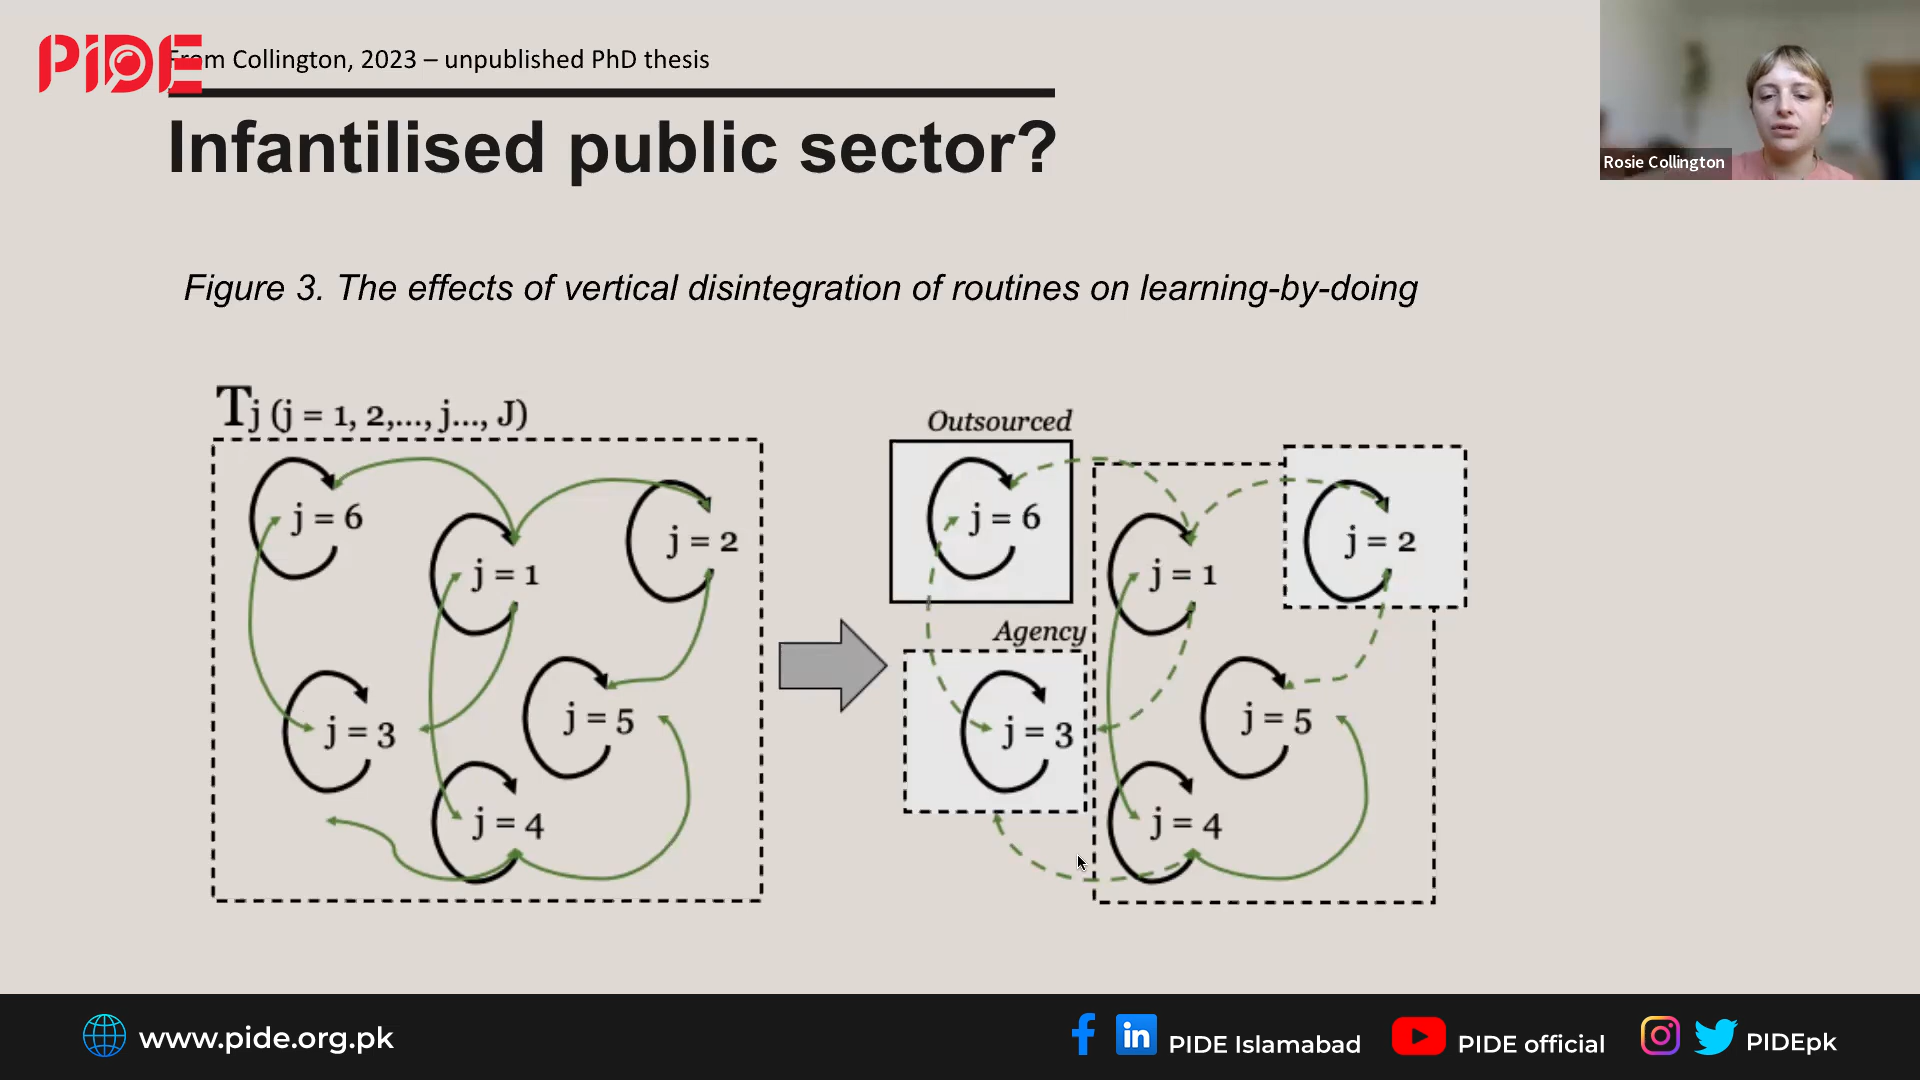 PIDE
From Collington, 2023 – unpublished PhD thesis
Infantilised public sector?
Rosie Collington
Figure 3. The effects of vertical disintegration of routines on learning-by-doing
Tj (j = 1, 2,..., j..., J)
j = 6
j = 1
j = 2
j = 3
j = 5
j = 4
Outsourced
j = 6
j = 1
j = 2
Agency
j = 3
j = 5
j = 4
www.pide.org.pk
PIDE Islamabad
PIDE official
PIDEpk